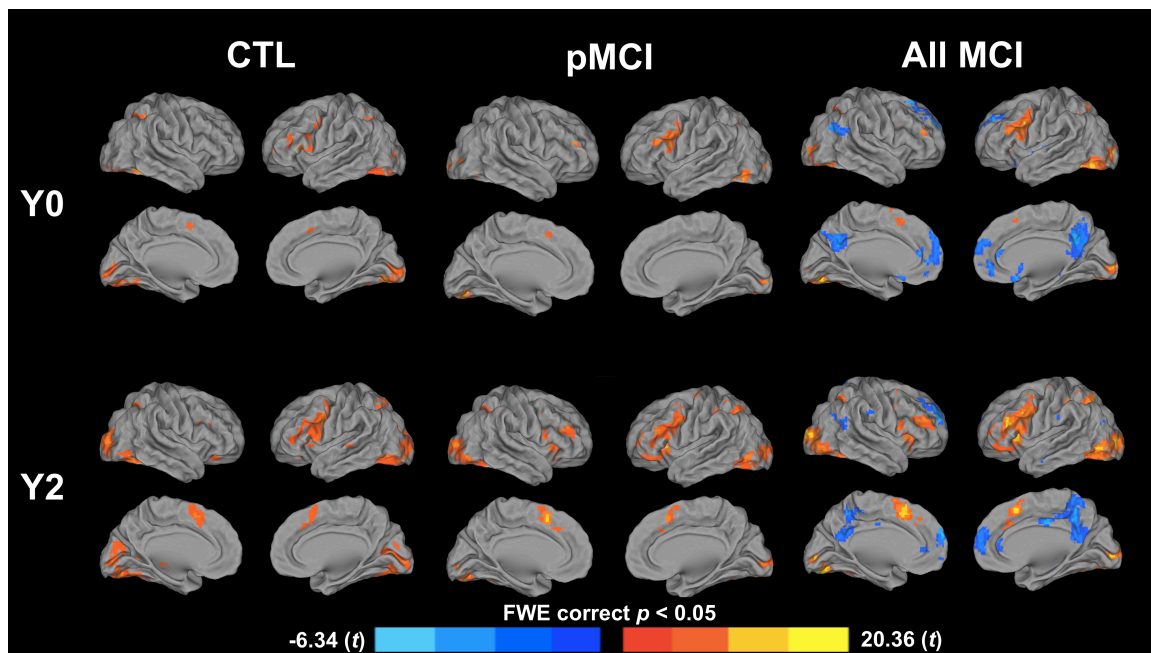 CTL pMCI All MCI
Y0
Y2
FWE correct p < 0.05
-6.34 (t) 20.36 (t)